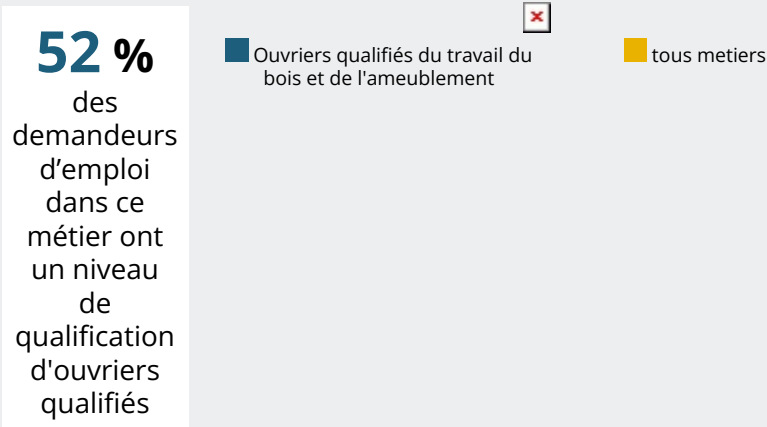 52 %
des
demandeurs
d’emploi
dans ce
métier ont
un niveau
de
qualification
d'ouvriers
qualifiés
Ouvriers qualifiés du travail du
bois et de l'ameublement
tous metiers